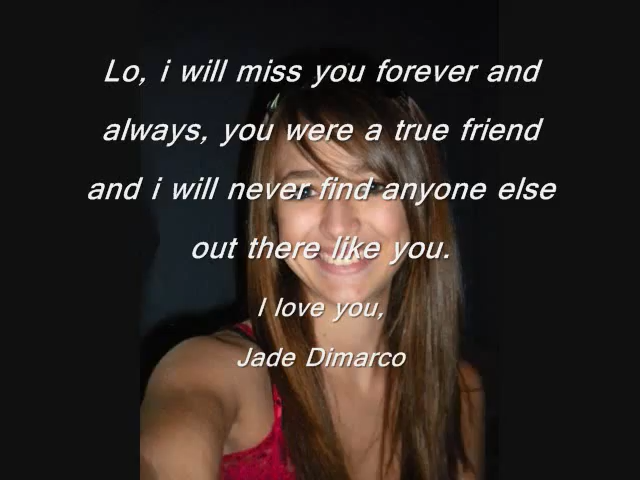 Lo, i will miss you forever and
always, you were a true friend
and i will never find anyone else
out there like you.
I love you,
Jade Dimarco